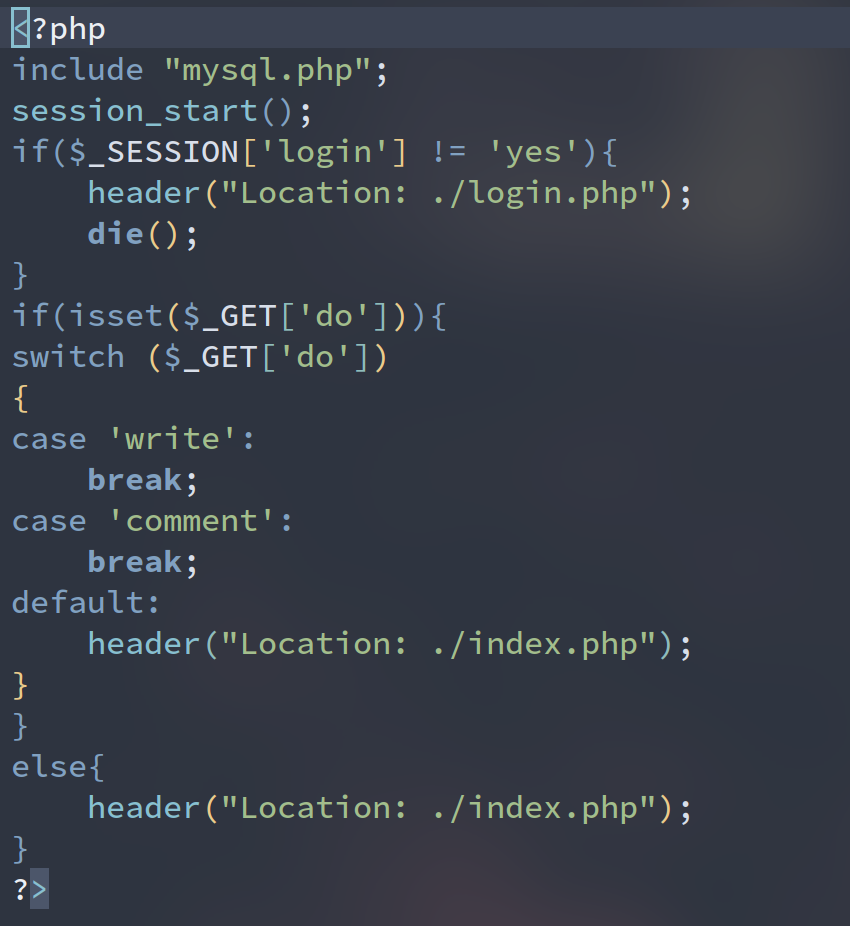 <?php
include "mysql.php";
session_start();
if($_SESSION['login'] != 'yes'){
    header("Location: ./login.php");
    die();
}
if(isset($_GET['do'])){
switch ($_GET['do'])
{
case 'write':
    break;
case 'comment':
    break;
default:
    header("Location: ./index.php");
}
}
else{
    header("Location: ./index.php");
}
?>